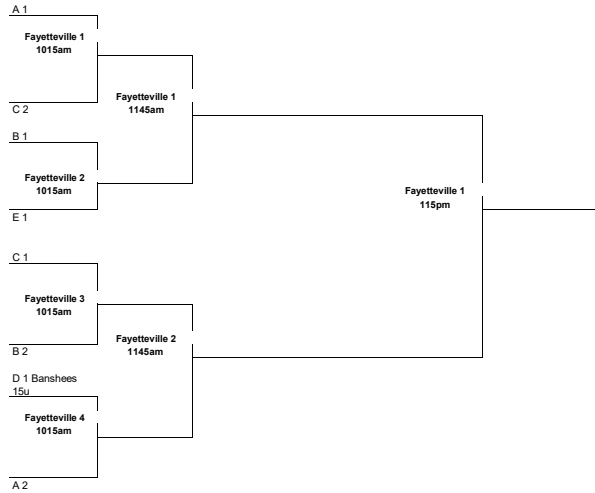 A 1
Fayetteville 1
1015am
C 2
Fayetteville 1
1145am
B 1
Fayetteville 2
1015am
E 1
Fayetteville 1
115pm
C 1
Fayetteville 3
1015am
B 2
Fayetteville 2
1145am
D 1 Banshees
15u
Fayetteville 4
1015am
A 2